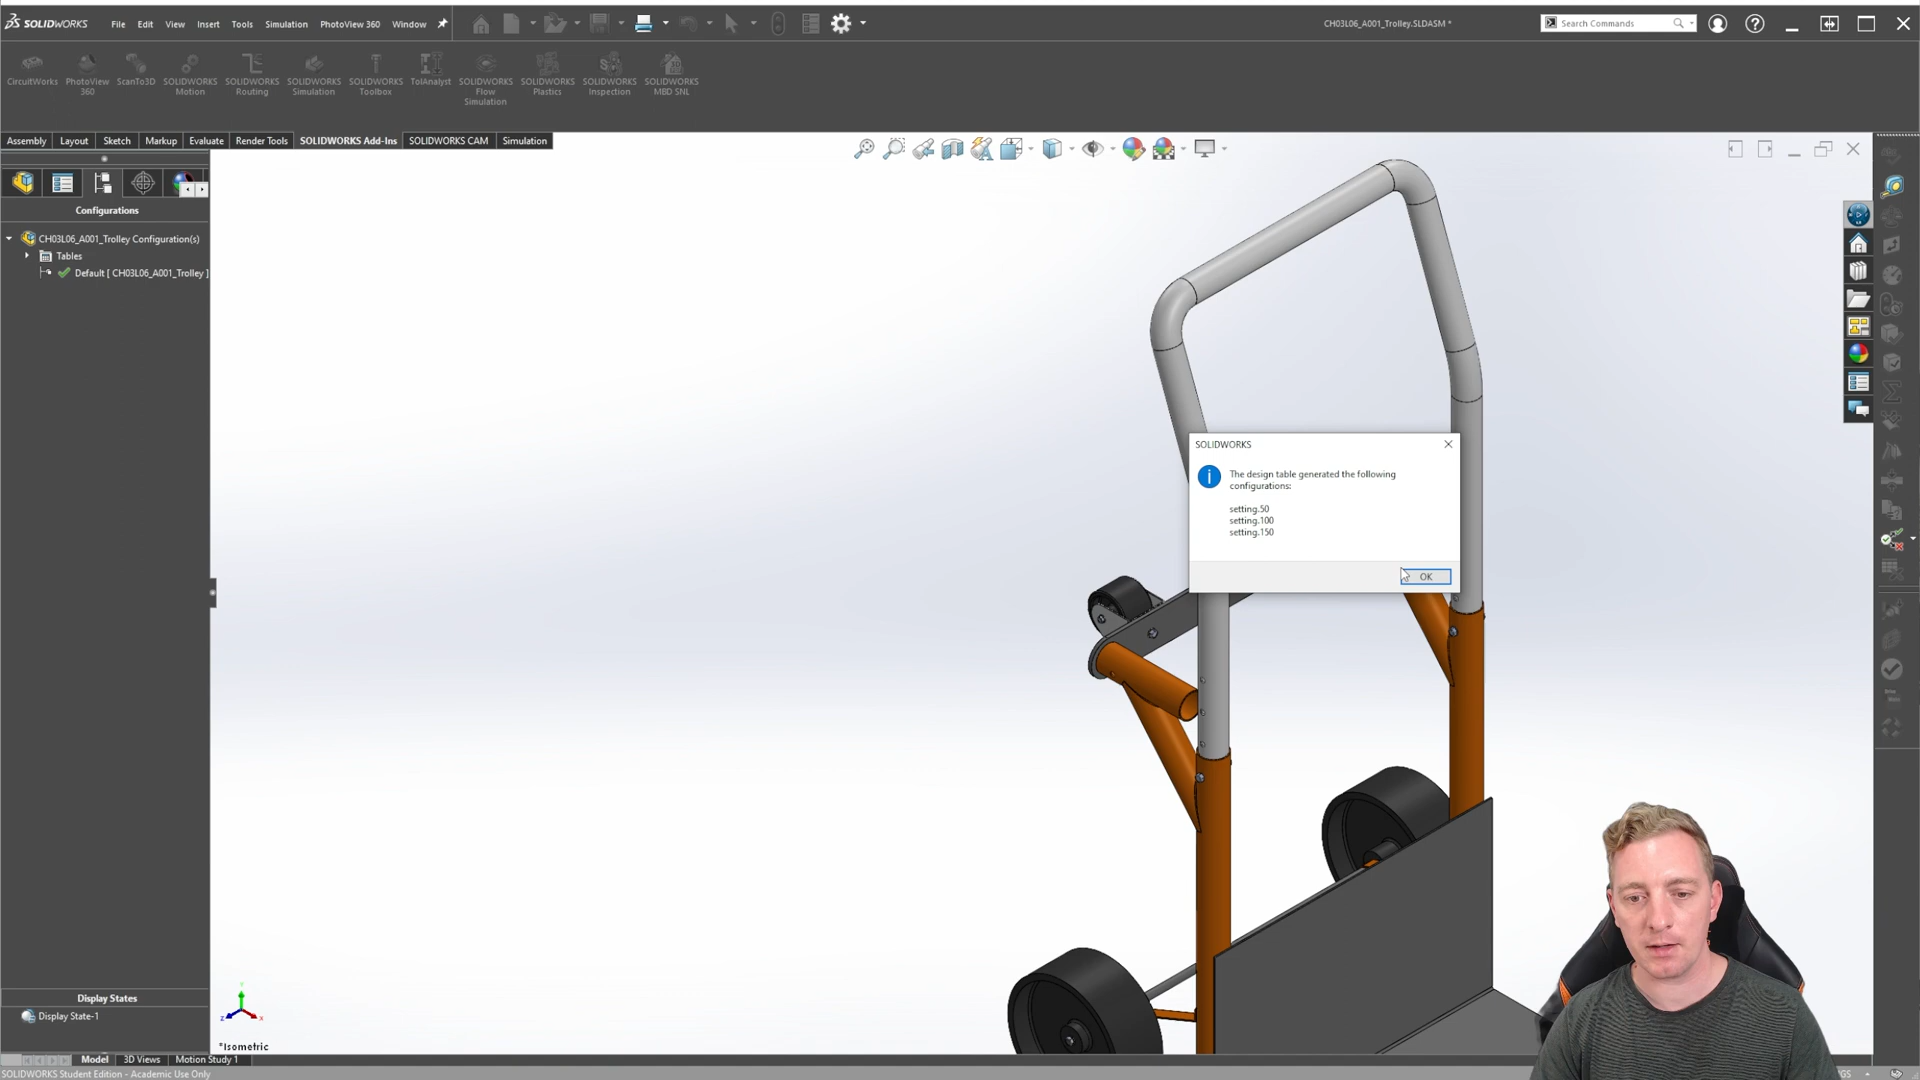 SOLIDWORKS File Edit View Insert Tools Simulation PhotoView 360 Window
CH03L06_A001_Trolley.SLDASM *
Search Commands
CircuitWorks
PhotoView 360
ScanTo3D
SOLIDWORKS Motion
SOLIDWORKS Routing
SOLIDWORKS Simulation
SOLIDWORKS Toolbox
TolAnalyst
SOLIDWORKS Flow Simulation
SOLIDWORKS Plastics
SOLIDWORKS Inspection
SOLIDWORKS MBD SNL
Assembly Layout Sketch Markup Evaluate Render Tools SOLIDWORKS Add-Ins SOLIDWORKS CAM Simulation
Configurations
CH03L06_A001_Trolley Configuration(s)
Tables
Default [ CH03L06_A001_Trolley ]
SOLIDWORKS
The design table generated the following
configurations:
setting.50
setting.100
setting.150
OK
Display States
Display State-1
Y
Z
X
*Isometric
Model 3D Views Motion Study 1
SOLIDWORKS Student Edition - Academic Use Only